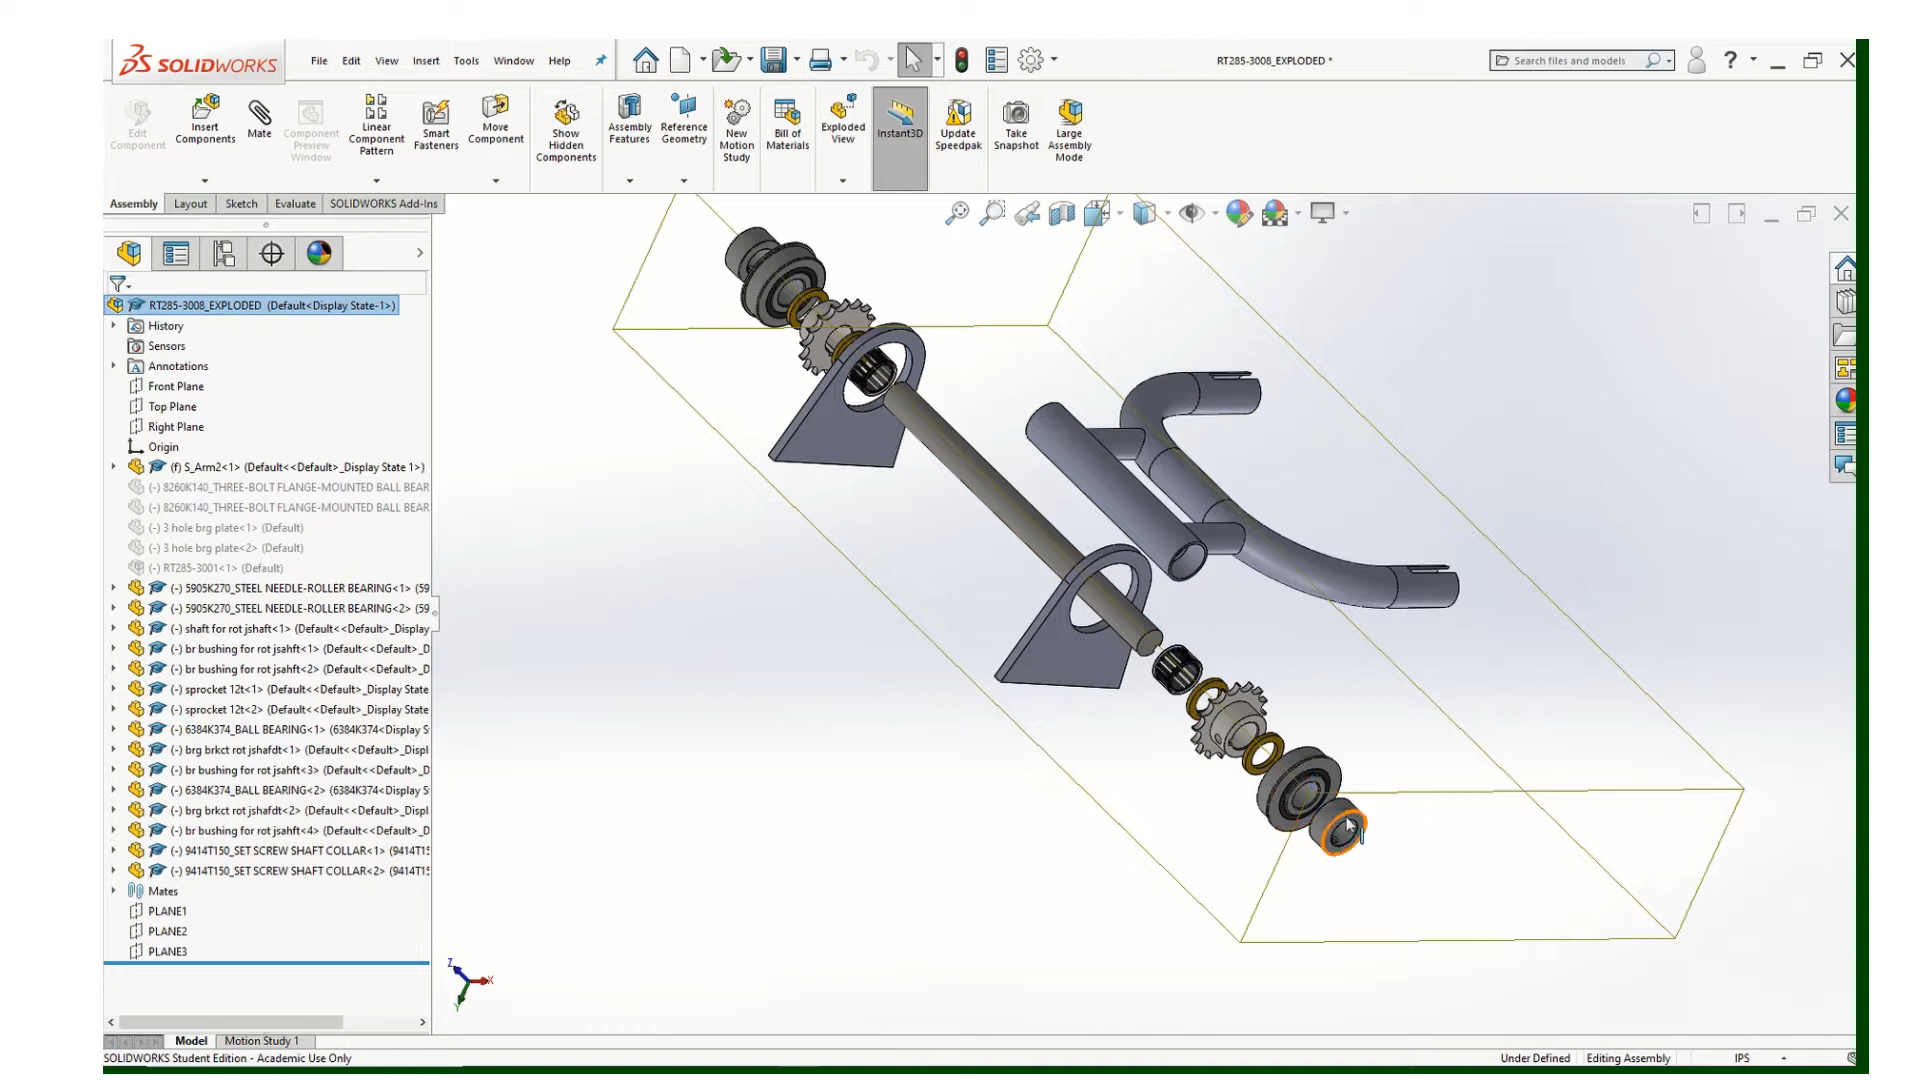 SOLIDWORKS File Edit View Insert Tools Window Help RT285-3008_EXPLODED * Search files and models ?
Edit Component
Insert Components
Mate
Component Preview Window
Linear Component Pattern
Smart Fasteners
Move Component
Show Hidden Components
Assembly Features
Reference Geometry
New Motion Study
Bill of Materials
Exploded View
Instant3D
Update Speedpak
Take Snapshot
Large Assembly Mode
Assembly Layout Sketch Evaluate SOLIDWORKS Add-Ins
RT285-3008_EXPLODED (Default<Display State-1>)
History
Sensors
Annotations
Front Plane
Top Plane
Right Plane
Origin
(f) S_Arm2<1> (Default<<Default>_Display State 1>)
(-) 8260K140_THREE-BOLT FLANGE-MOUNTED BALL BEAR
(-) 8260K140_THREE-BOLT FLANGE-MOUNTED BALL BEAR
(-) 3 hole brg plate<1> (Default)
(-) 3 hole brg plate<2> (Default)
(-) RT285-3001<1> (Default)
(-) 5905K270_STEEL NEEDLE-ROLLER BEARING<1> (59
(-) 5905K270_STEEL NEEDLE-ROLLER BEARING<2> (59
(-) shaft for rot jshaft<1> (Default<<Default>_Display
(-) br bushing for rot jsahft<1> (Default<<Default>_D
(-) br bushing for rot jsahft<2> (Default<<Default>_D
(-) sprocket 12t<1> (Default<<Default>_Display State
(-) sprocket 12t<2> (Default<<Default>_Display State
(-) 6384K374_BALL BEARING<1> (6384K374<Display S
(-) brg brkct rot jshafdt<1> (Default<<Default>_Displ
(-) br bushing for rot jsahft<3> (Default<<Default>_D
(-) 6384K374_BALL BEARING<2> (6384K374<Display S
(-) brg brkct rot jshafdt<2> (Default<<Default>_Displ
(-) br bushing for rot jsahft<4> (Default<<Default>_D
(-) 9414T150_SET SCREW SHAFT COLLAR<1> (9414T15
(-) 9414T150_SET SCREW SHAFT COLLAR<2> (9414T15
Mates
PLANE1
PLANE2
PLANE3
Z
X
Y
Model Motion Study 1
SOLIDWORKS Student Edition - Academic Use Only Under Defined Editing Assembly IPS